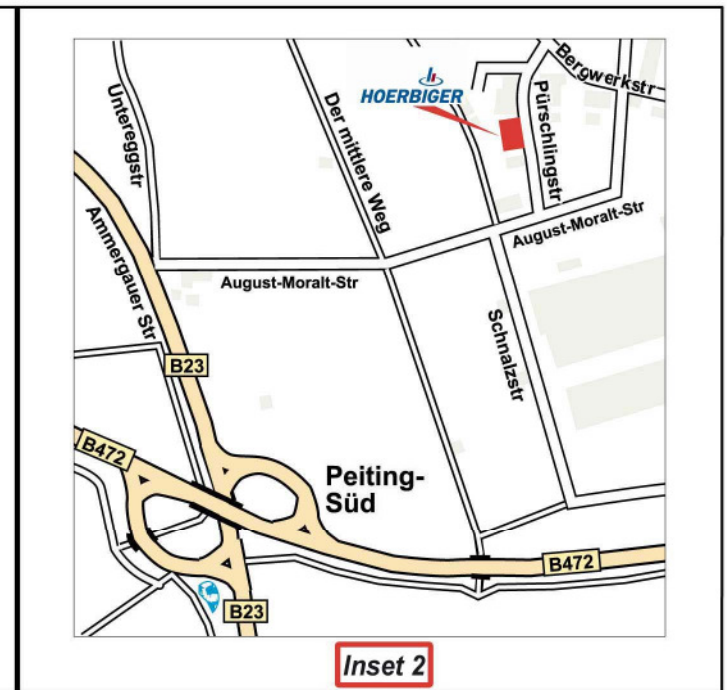 Bergwerkstr
HOERBIGER
Untereggstr
Der mittlere Weg
Pürschlingstr
August-Moralt-Str
Ammergauer Str
August-Moralt-Str
Schnalzstr
B23
B472
Peiting-
Süd
B472
B23
Inset 2